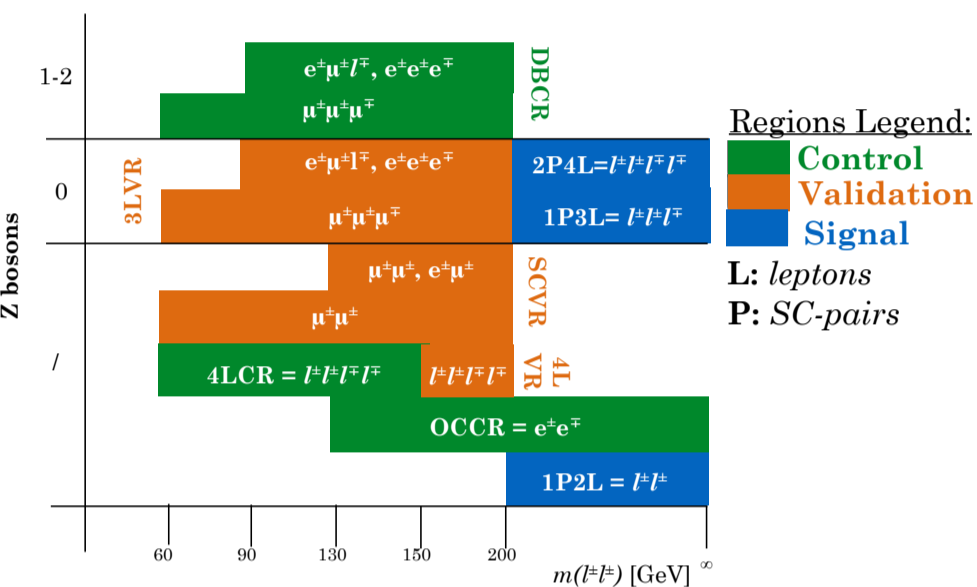 1-2
e±µ±l∓, e±e±e∓
µ±µ±µ∓
DBCR
0
3LVR
e±µ±l∓, e±e±e∓
µ±µ±µ∓
2P4L=l±l±l∓l∓
1P3L= l±l±l∓
Regions Legend:
Control
Validation
Signal
L: leptons
P: SC-pairs
Z bosons
/
µ±µ±, e±µ±
µ±µ±
SCVR
4LCR = l±l±l∓l∓
l±l±l∓l∓
4L
VR
OCCR = e±e∓
1P2L = l±l±
60
90
130
150
200
∞
m(l±l±) [GeV]